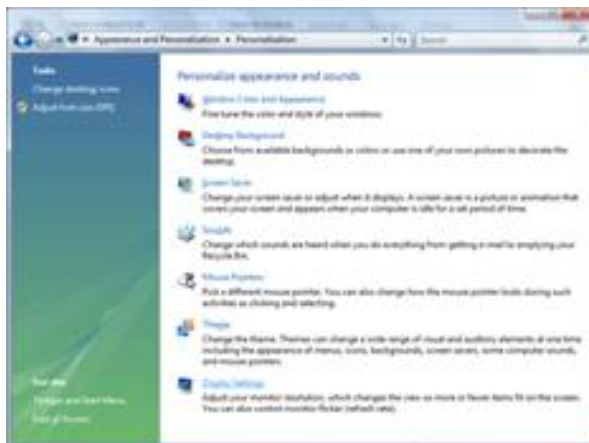 Appearance and Personalization ▸ Personalization
Search
Tasks
Change desktop icons
Adjust font size (DPI)
Personalize appearance and sounds
Window Color and Appearance
Fine tune the color and style of your windows.
Desktop Background
Choose from available backgrounds or colors or use one of your own pictures to decorate the
desktop.
Screen Saver
Change your screen saver or adjust when it displays. A screen saver is a picture or animation that
covers your screen and appears when your computer is idle for a set period of time.
Sounds
Change which sounds are heard when you do everything from getting e-mail to emptying your
Recycle Bin.
Mouse Pointers
Pick a different mouse pointer. You can also change how the mouse pointer looks during such
activities as clicking and selecting.
Theme
Change the theme. Themes can change a wide range of visual and auditory elements at one time
including the appearance of menus, icons, backgrounds, screen savers, some computer sounds,
and mouse pointers.
Display Settings
Adjust your monitor resolution, which changes the view so more or fewer items fit on the screen.
You can also control monitor flicker (refresh rate).
See also
Taskbar and Start Menu
Ease of Access